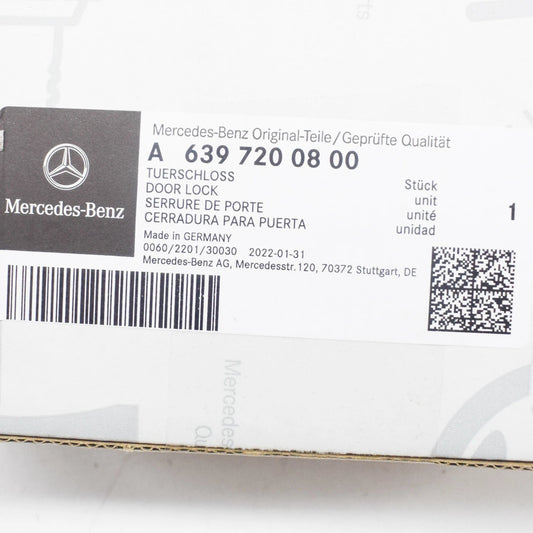 rts
Mercedes-Benz Original-Teile/Geprüfte Qualität
A 639 720 08 00
TUERSCHLOSS
DOOR LOCK
SERRURE DE PORTE
CERRADURA PARA PUERTA
Stück
unit
unité
unidad
1
Made in GERMANY
0060/2201/30030 2022-01-31
Mercedes-Benz AG, Mercedesstr. 120, 70372 Stuttgart, DE
Mercedes-Benz
Mercedes